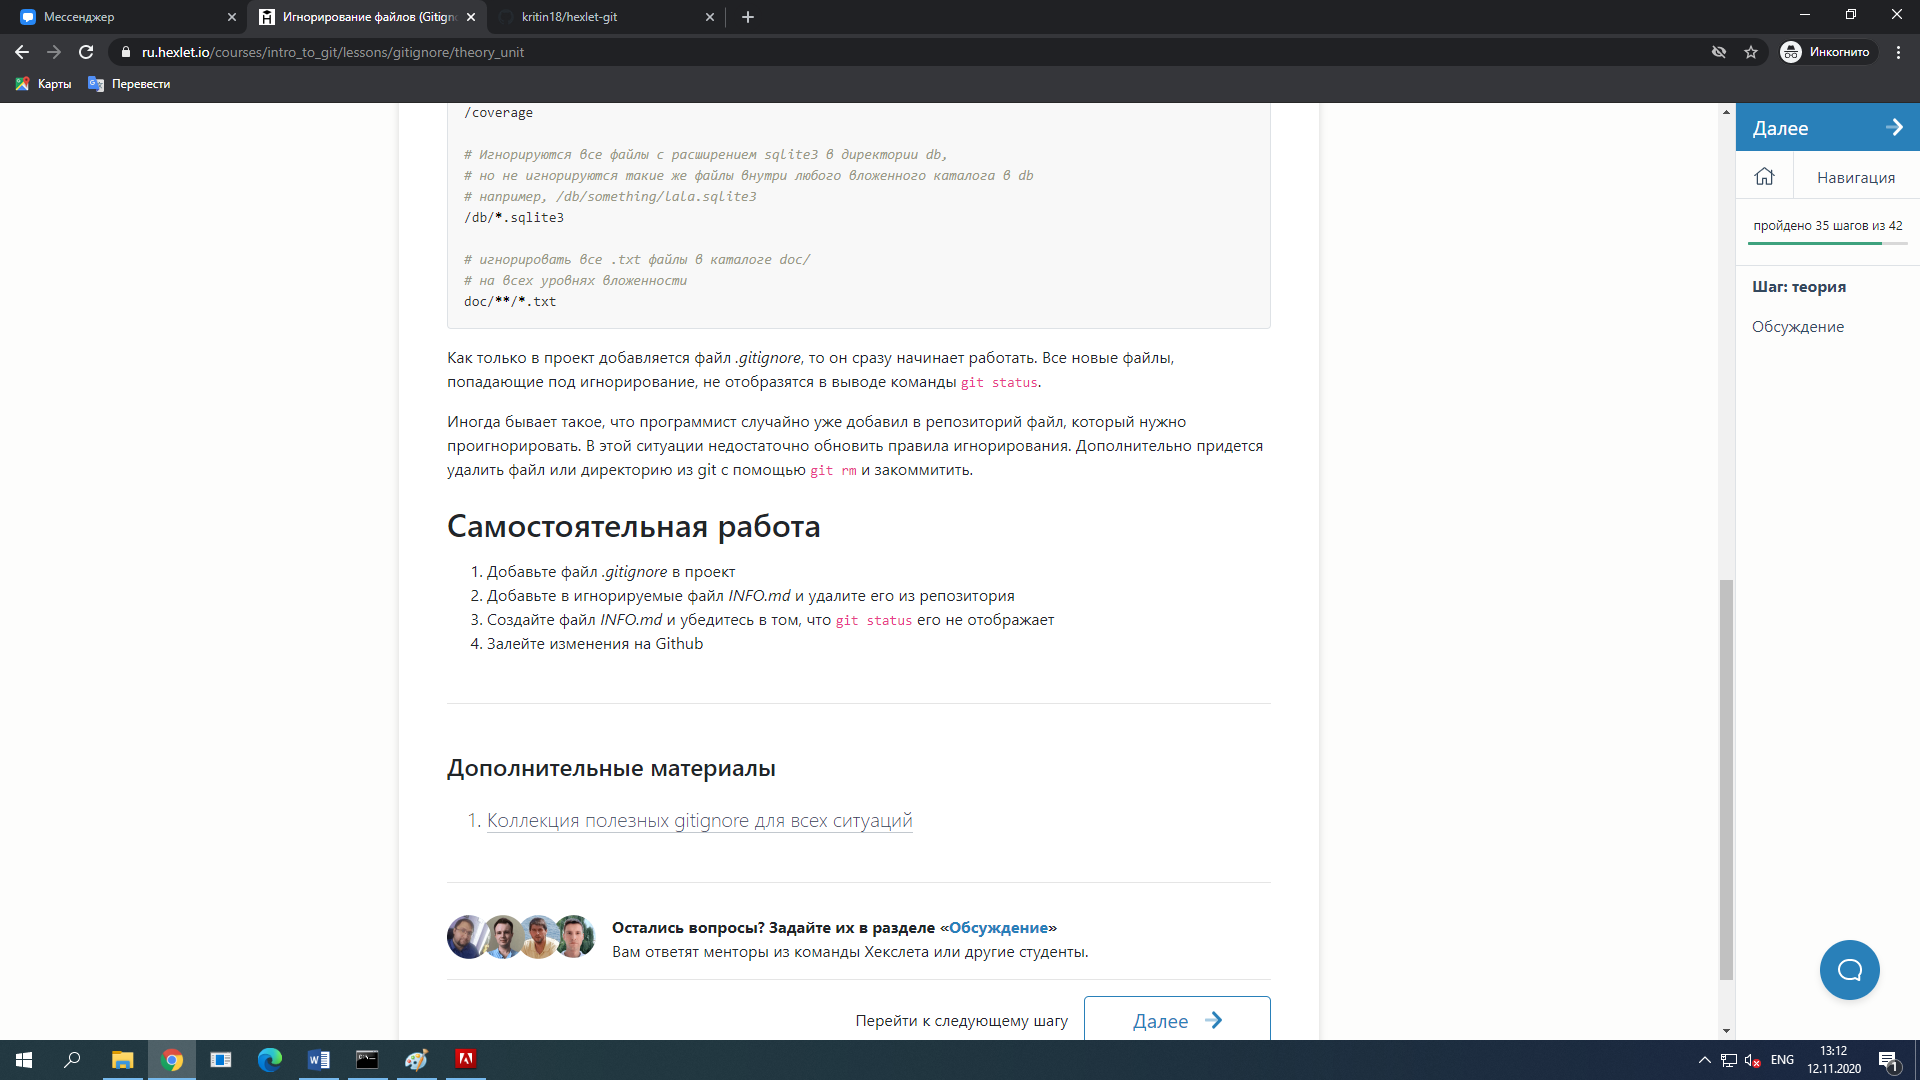 Мессенджер
Игнорирование файлов (Gitigno
kritin18/hexlet-git
ru.hexlet.io/courses/intro_to_git/lessons/gitignore/theory_unit
Инкогнито
Карты
Перевести
/coverage
# Игнорируются все файлы с расширением sqlite3 в директории db,
# но не игнорируются такие же файлы внутри любого вложенного каталога в db
# например, /db/something/lala.sqlite3
/db/*.sqlite3
# игнорировать все .txt файлы в каталоге doc/
# на всех уровнях вложенности
doc/**/*.txt
Как только в проект добавляется файл .gitignore, то он сразу начинает работать. Все новые файлы,
попадающие под игнорирование, не отобразятся в выводе команды git status.
Иногда бывает такое, что программист случайно уже добавил в репозиторий файл, который нужно
проигнорировать. В этой ситуации недостаточно обновить правила игнорирования. Дополнительно придется
удалить файл или директорию из git с помощью git rm и закоммитить.
Самостоятельная работа
1. Добавьте файл .gitignore в проект
2. Добавьте в игнорируемые файл INFO.md и удалите его из репозитория
3. Создайте файл INFO.md и убедитесь в том, что git status его не отображает
4. Залейте изменения на Github
Дополнительные материалы
1. Коллекция полезных gitignore для всех ситуаций
Остались вопросы? Задайте их в разделе «Обсуждение»
Вам ответят менторы из команды Хекслета или другие студенты.
Перейти к следующему шагу
Далее
Далее
Навигация
пройдено 35 шагов из 42
Шаг: теория
Обсуждение
ENG
13:12
12.11.2020
1